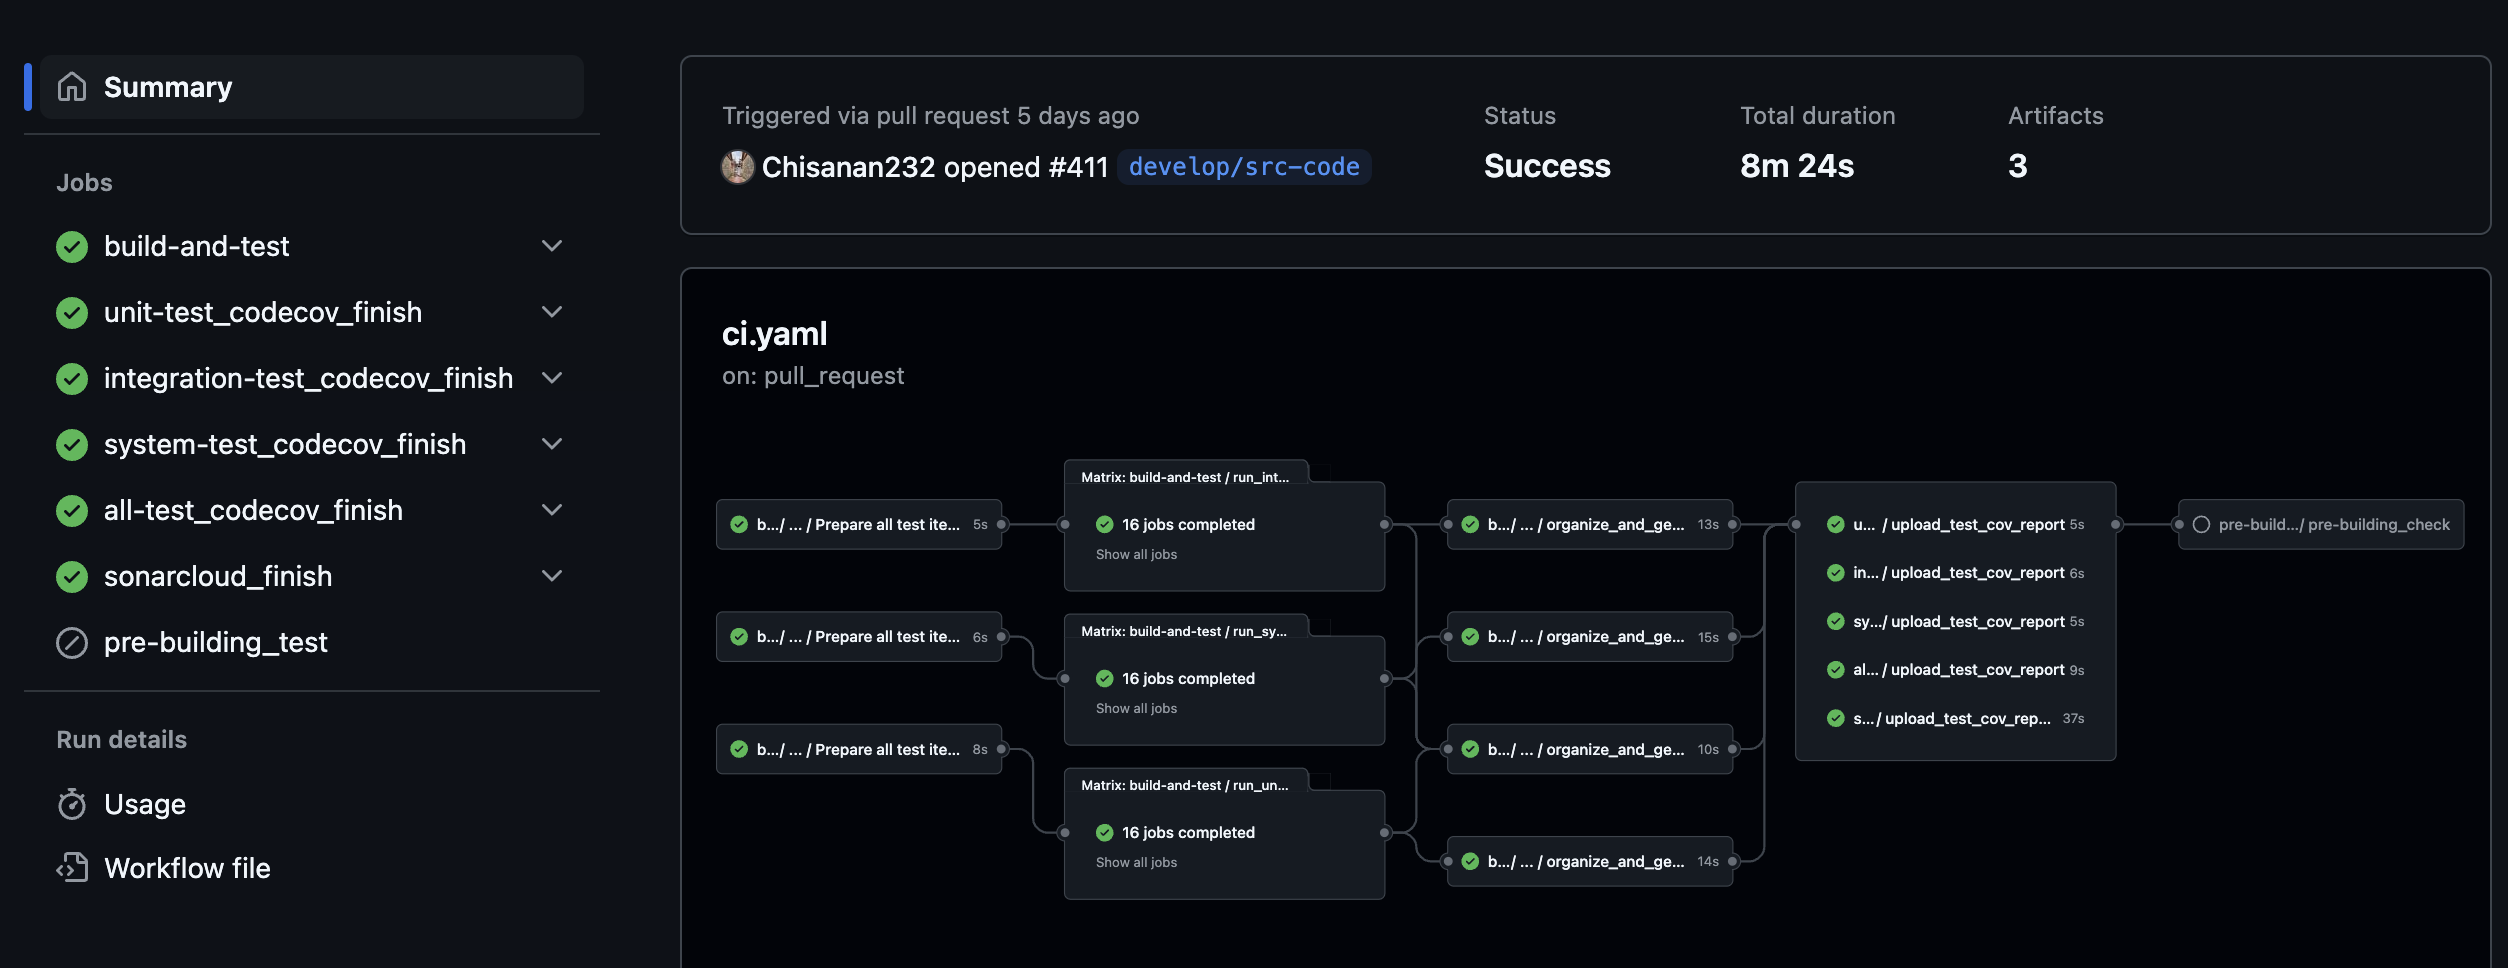 Summary
Jobs
build-and-test
unit-test_codecov_finish
integration-test_codecov_finish
system-test_codecov_finish
all-test_codecov_finish
sonarcloud_finish
pre-building_test
Run details
Usage
Workflow file
Triggered via pull request 5 days ago
Chisanan232 opened #411 develop/src-code
Status
Success
Total duration
8m 24s
Artifacts
3
ci.yaml
on: pull_request
b.../ ... / Prepare all test ite... 5s
b.../ ... / Prepare all test ite... 6s
b.../ ... / Prepare all test ite... 8s
Matrix: build-and-test / run_int...
16 jobs completed
Show all jobs
Matrix: build-and-test / run_sy...
16 jobs completed
Show all jobs
Matrix: build-and-test / run_un...
16 jobs completed
Show all jobs
b.../ ... / organize_and_ge... 13s
b.../ ... / organize_and_ge... 15s
b.../ ... / organize_and_ge... 10s
b.../ ... / organize_and_ge... 14s
u... / upload_test_cov_report 5s
in... / upload_test_cov_report 6s
sy.../ upload_test_cov_report 5s
al... / upload_test_cov_report 9s
s.../ upload_test_cov_rep... 37s
pre-build.../ pre-building_check